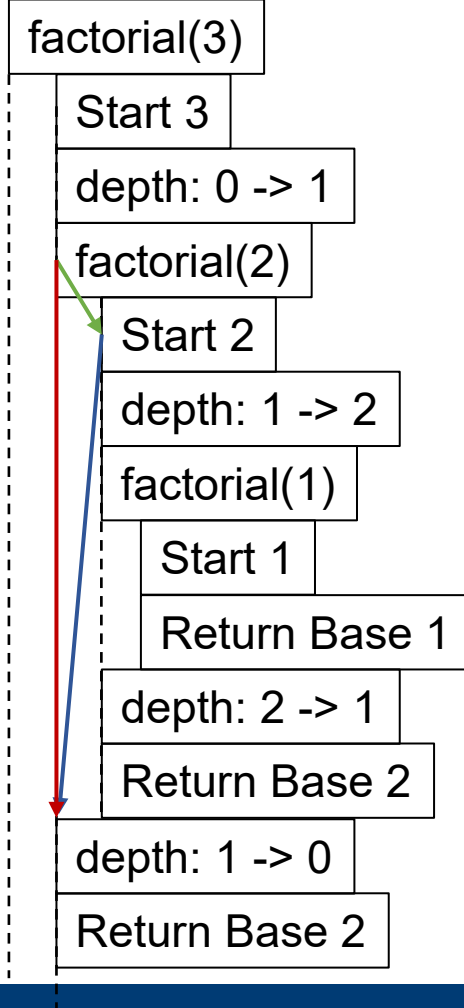 factorial(3)
Start 3
depth: 0 -> 1
factorial(2)
Start 2
depth: 1 -> 2
factorial(1)
Start 1
Return Base 1
depth: 2 -> 1
Return Base 2
depth: 1 -> 0
Return Base 2